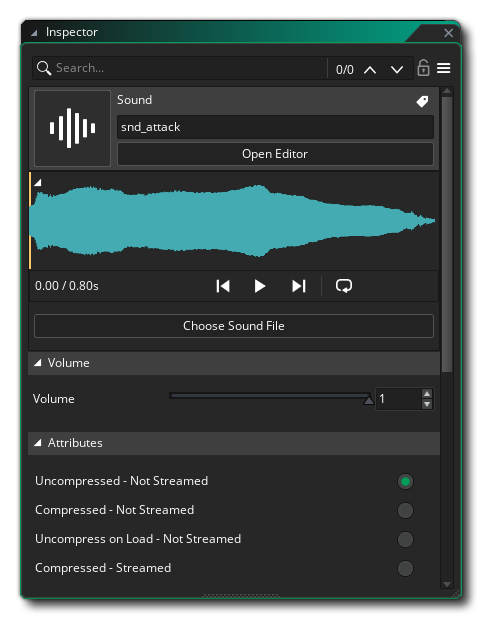 Inspector
Search...
0/0
Sound
snd_attack
Open Editor
0.00 / 0.80s
Choose Sound File
Volume
Volume
1
Attributes
Uncompressed - Not Streamed
Compressed - Not Streamed
Uncompress on Load - Not Streamed
Compressed - Streamed